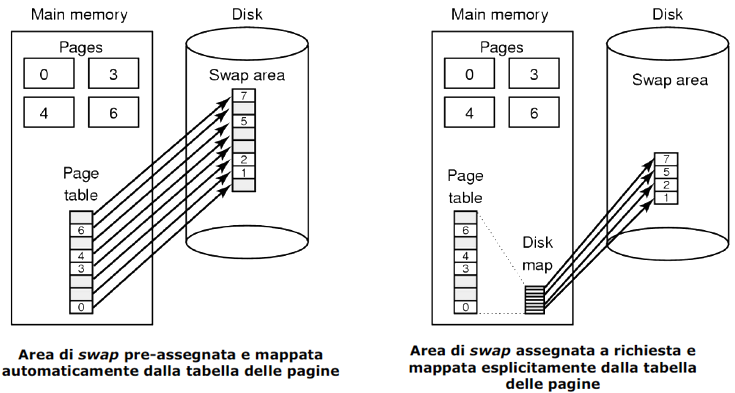 Main memory
Disk
Pages
0
3
4
6
Swap area
7
5
2
1
Page
table
6
4
3
0
Area di swap pre-assegnata e mappata
automaticamente dalla tabella delle pagine
Main memory
Disk
Pages
0
3
4
6
Swap area
7
5
2
1
Page
table
6
4
3
0
Disk
map
Area di swap assegnata a richiesta e
mappata esplicitamente dalla tabella
delle pagine